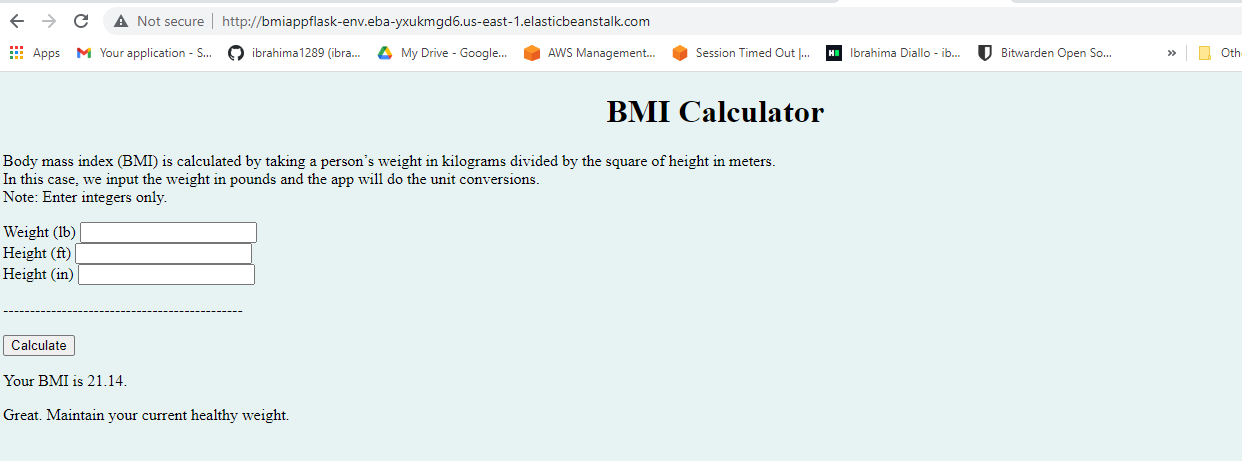 Not secure | http://bmiappflask-env.eba-yxukmgd6.us-east-1.elasticbeanstalk.com
Apps Your application - S... ibrahima1289 (ibra... My Drive - Google... AWS Management... Session Timed Out |... Ibrahima Diallo - ib... Bitwarden Open So... » Oth
BMI Calculator
Body mass index (BMI) is calculated by taking a person’s weight in kilograms divided by the square of height in meters.
In this case, we input the weight in pounds and the app will do the unit conversions.
Note: Enter integers only.
Weight (lb)
Height (ft)
Height (in)
---------------------------------------------
Calculate
Your BMI is 21.14.
Great. Maintain your current healthy weight.